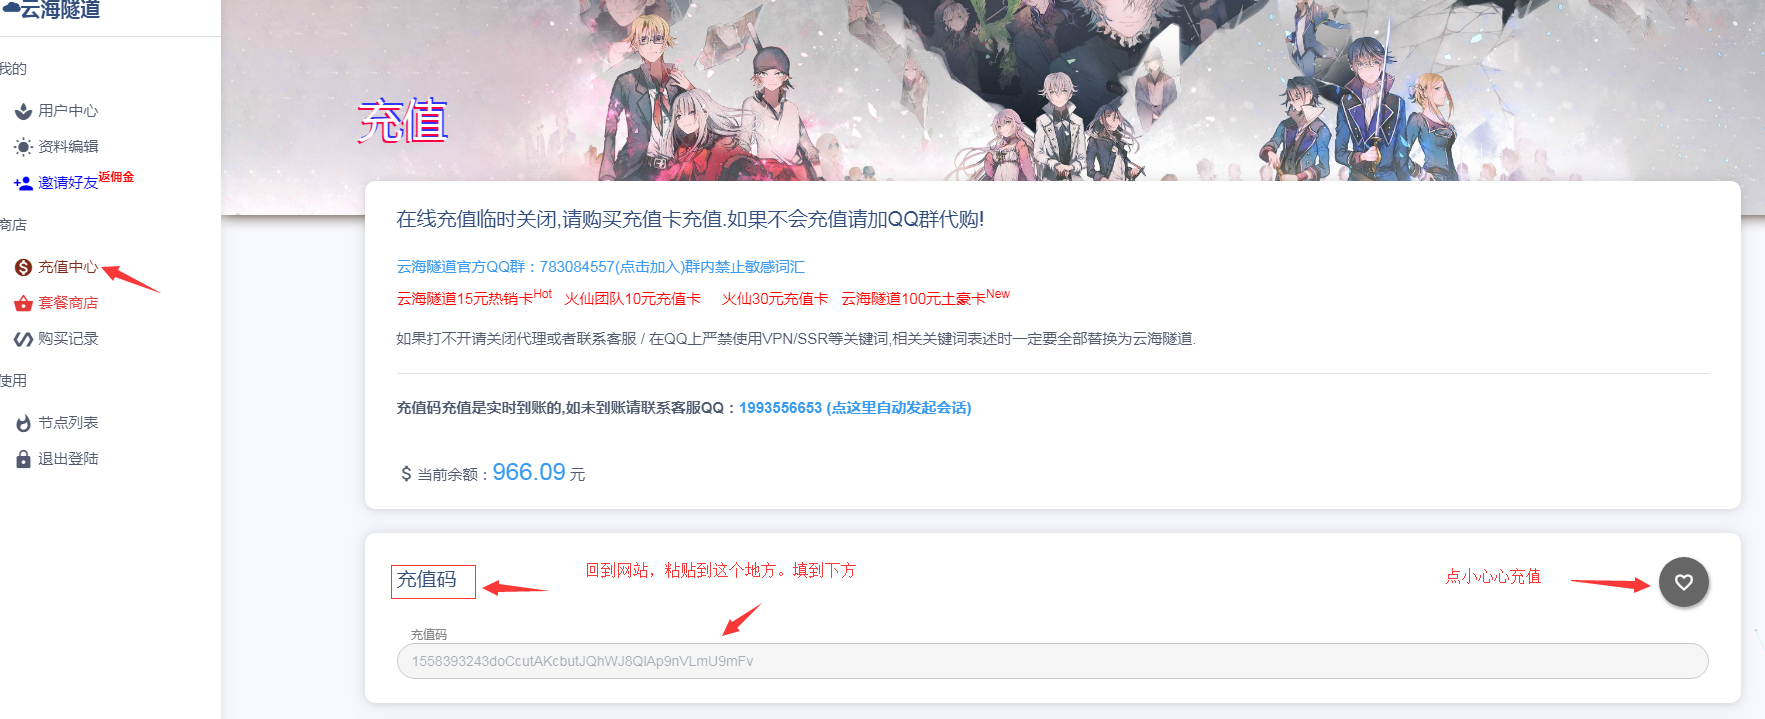 云海隧道
我的
用户中心
资料编辑
邀请好友返佣金
商店
充值中心
套餐商店
购买记录
使用
节点列表
退出登陆
充值
在线充值临时关闭,请购买充值卡充值.如果不会充值请加QQ群代购!
云海隧道官方QQ群：783084557(点击加入)群内禁止敏感词汇
云海隧道15元热销卡Hot 火仙团队10元充值卡 火仙30元充值卡 云海隧道100元土豪卡New
如果打不开请关闭代理或者联系客服 / 在QQ上严禁使用VPN/SSR等关键词,相关关键词表述时一定要全部替换为云海隧道.
充值码充值是实时到账的,如未到账请联系客服QQ：1993556653 (点这里自动发起会话)
当前余额：966.09 元
充值码
回到网站，粘贴到这个地方。填到下方
点小心心充值
充值码
1558393243doCcutAKcbutJQhWJ8QIAp9nVLmU9mFv